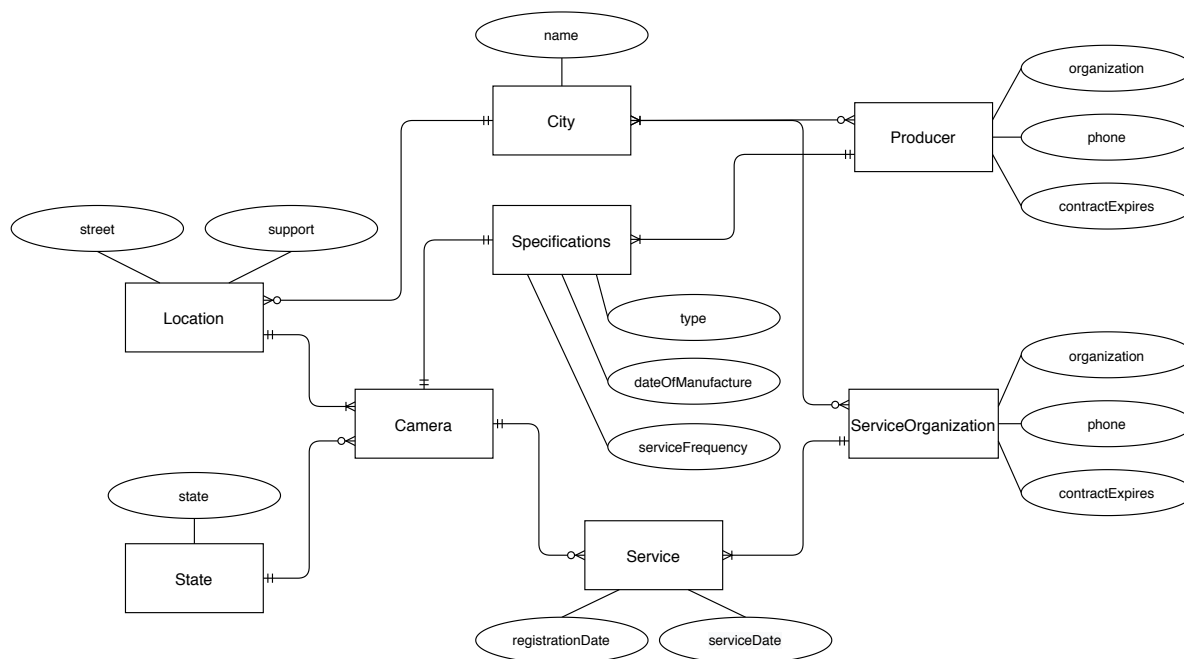 name
City
organization
Producer
phone
contractExpires
street
support
Specifications
Location
type
dateOfManufacture
serviceFrequency
Camera
organization
ServiceOrganization
phone
contractExpires
state
State
Service
registrationDate
serviceDate